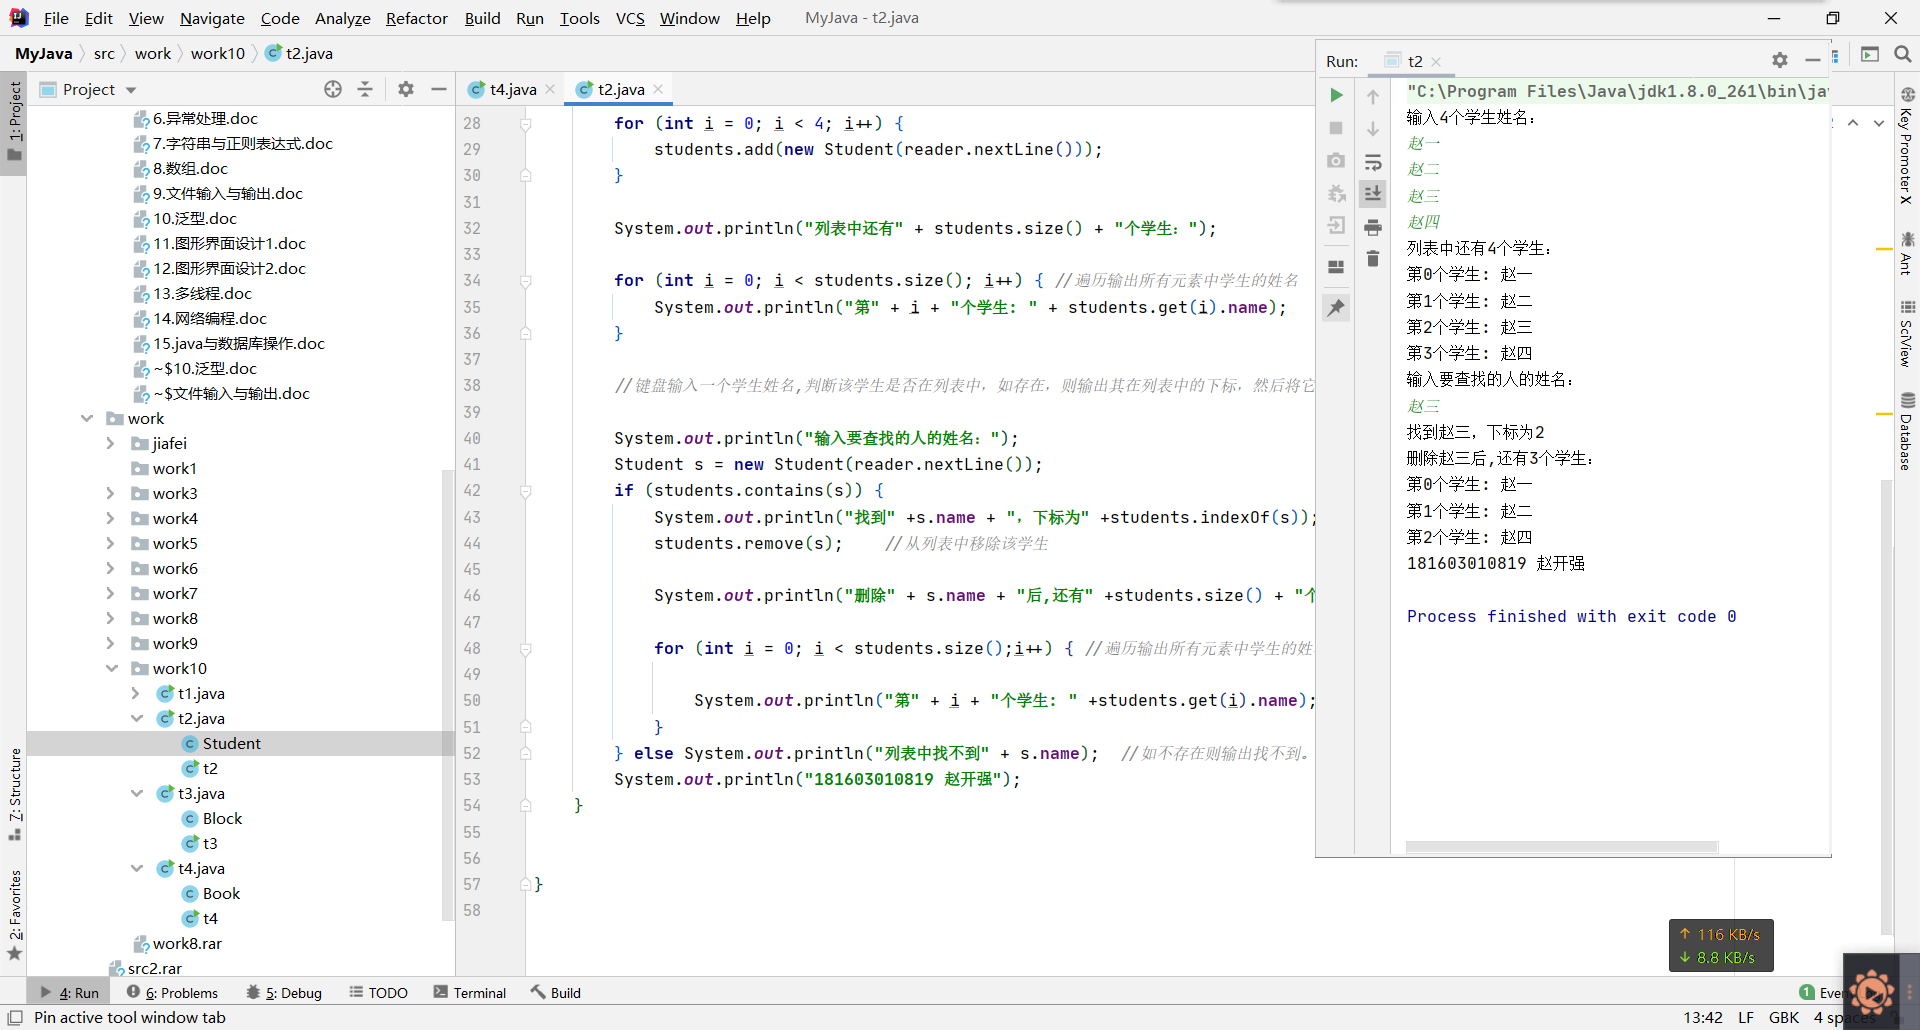 File Edit View Navigate Code Analyze Refactor Build Run Tools VCS Window Help MyJava - t2.java
MyJava src work work10 t2.java
Project
t4.java t2.java
1: Project
6.异常处理.doc
7.字符串与正则表达式.doc
8.数组.doc
9.文件输入与输出.doc
10.泛型.doc
11.图形界面设计1.doc
12.图形界面设计2.doc
13.多线程.doc
14.网络编程.doc
15.java与数据库操作.doc
~$10.泛型.doc
~$文件输入与输出.doc
work
jiafei
work1
work3
work4
work5
work6
work7
work8
work9
work10
t1.java
t2.java
Student
t2
t3.java
Block
t3
t4.java
Book
t4
work8.rar
src2.rar
7: Structure
2: Favorites
28 for (int i = 0; i < 4; i++) {
29 students.add(new Student(reader.nextLine()));
30 }
31
32 System.out.println("列表中还有" + students.size() + "个学生：");
33
34 for (int i = 0; i < students.size(); i++) { //遍历输出所有元素中学生的姓名
35 System.out.println("第" + i + "个学生: " + students.get(i).name);
36 }
37
38 //键盘输入一个学生姓名,判断该学生是否在列表中，如存在，则输出其在列表中的下标，然后将它
39
40 System.out.println("输入要查找的人的姓名：");
41 Student s = new Student(reader.nextLine());
42 if (students.contains(s)) {
43 System.out.println("找到" +s.name + "，下标为" +students.indexOf(s));
44 students.remove(s); //从列表中移除该学生
45
46 System.out.println("删除" + s.name + "后,还有" +students.size() + "个
47
48 for (int i = 0; i < students.size();i++) { //遍历输出所有元素中学生的姓
49
50 System.out.println("第" + i + "个学生: " +students.get(i).name);
51 }
52 } else System.out.println("列表中找不到" + s.name); //如不存在则输出找不到。
53 System.out.println("181603010819 赵开强");
54 }
55
56
57 }
58
Run: t2
"C:\Program Files\Java\jdk1.8.0_261\bin\jav
输入4个学生姓名：
赵一
赵二
赵三
赵四
列表中还有4个学生：
第0个学生: 赵一
第1个学生: 赵二
第2个学生: 赵三
第3个学生: 赵四
输入要查找的人的姓名：
赵三
找到赵三，下标为2
删除赵三后,还有3个学生：
第0个学生: 赵一
第1个学生: 赵二
第2个学生: 赵四
181603010819 赵开强
Process finished with exit code 0
Key Promoter X
Ant
SciView
Database
↑ 116 KB/s
↓ 8.8 KB/s
4: Run 6: Problems 5: Debug TODO Terminal Build 1 Even
Pin active tool window tab 13:42 LF GBK 4 spaces